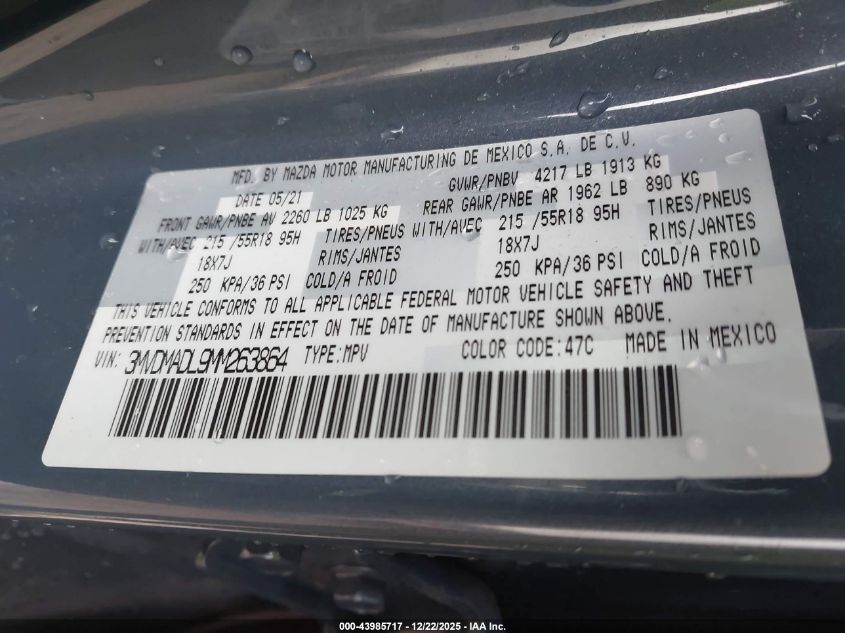 MFD. BY MAZDA MOTOR MANUFACTURING DE MEXICO S.A. DE C.V.
DATE 05/21 GVWR/PNBV 4217 LB 1913 KG
FRONT GAWR/PNBE AV 2260 LB 1025 KG REAR GAWR/PNBE AR 1962 LB 890 KG
WITH/AVEC 215 /55R18 95H TIRES/PNEUS WITH/AVEC 215 /55R18 95H TIRES/PNEUS
18X7J RIMS/JANTES 18X7J RIMS/JANTES
250 KPA/36 PSI COLD/A FROID 250 KPA/36 PSI COLD/A FROID
THIS VEHICLE CONFORMS TO ALL APPLICABLE FEDERAL MOTOR VEHICLE SAFETY AND THEFT
PREVENTION STANDARDS IN EFFECT ON THE DATE OF MANUFACTURE SHOWN ABOVE.
VIN: 3MVDMADL9MM263864 TYPE:MPV COLOR CODE:47C MADE IN MEXICO
000-43985717 - 12/22/2025 - IAA Inc.